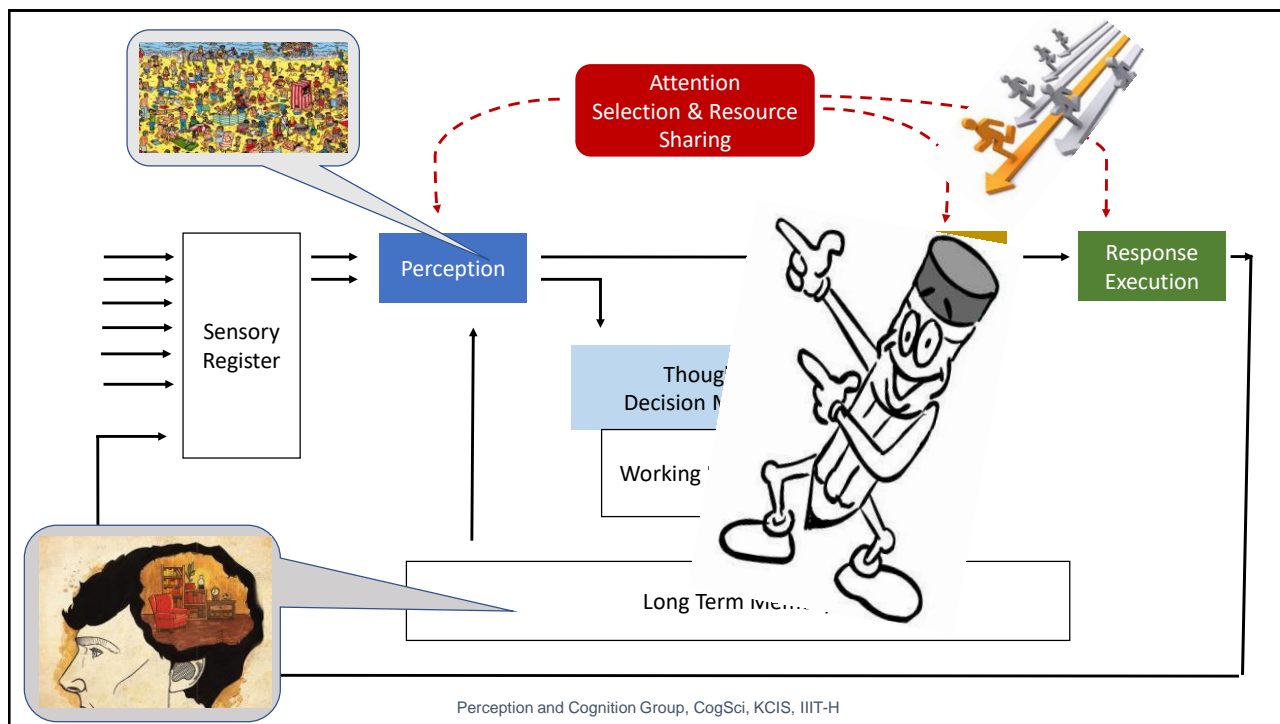 Attention
Selection & Resource
Sharing
Perception
Response
Execution
Sensory
Register
Decision
Working
Long Term
Perception and Cognition Group, CogSci, KCIS, IIIT-H